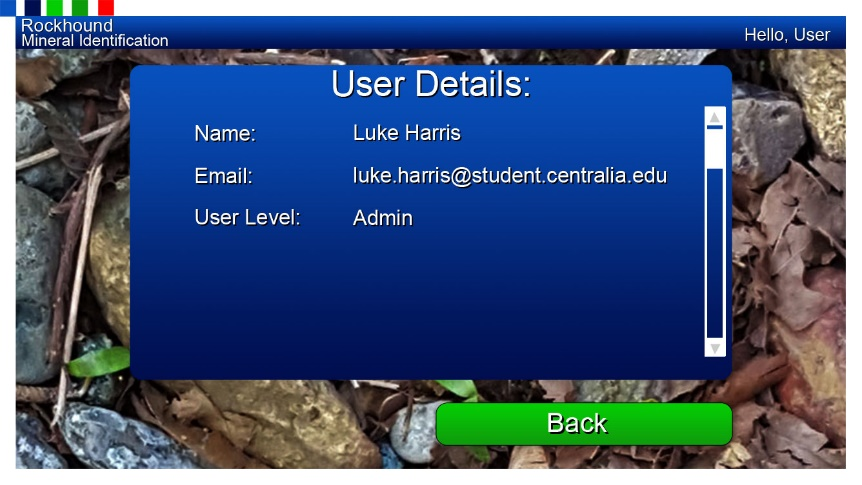 Rockhound
Mineral Identification
Hello, User
User Details:
Name: Luke Harris
Email: luke.harris@student.centralia.edu
User Level: Admin
Back